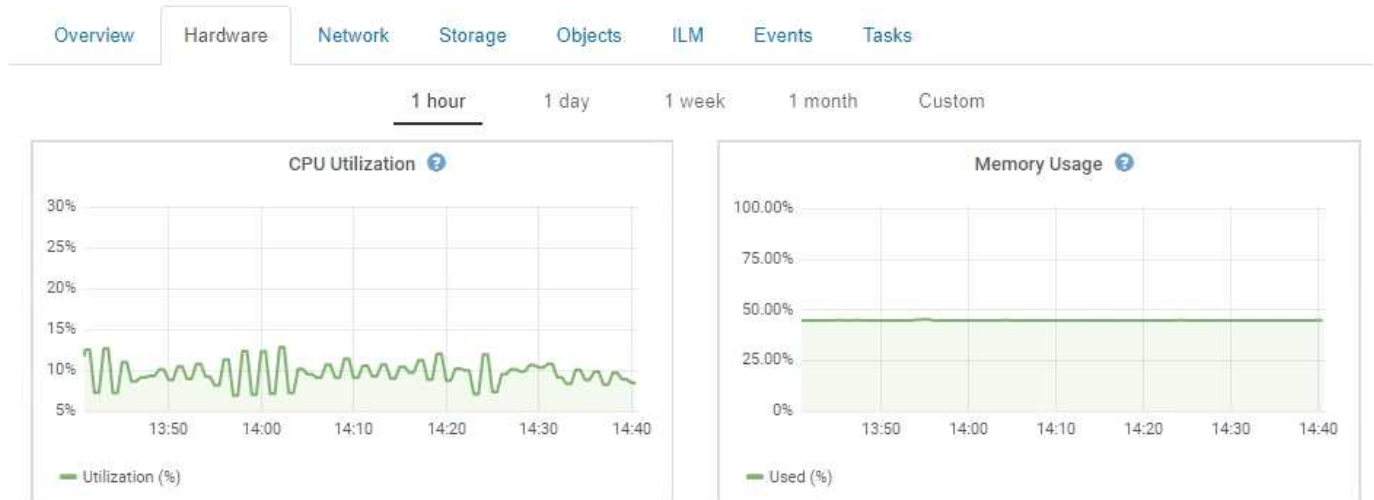 Overview Hardware Network Storage Objects ILM Events Tasks
1 hour 1 day 1 week 1 month Custom
CPU Utilization ?
30%
25%
20%
15%
10%
5%
13:50 14:00 14:10 14:20 14:30 14:40
Utilization (%)
Memory Usage ?
100.00%
75.00%
50.00%
25.00%
0%
13:50 14:00 14:10 14:20 14:30 14:40
Used (%)